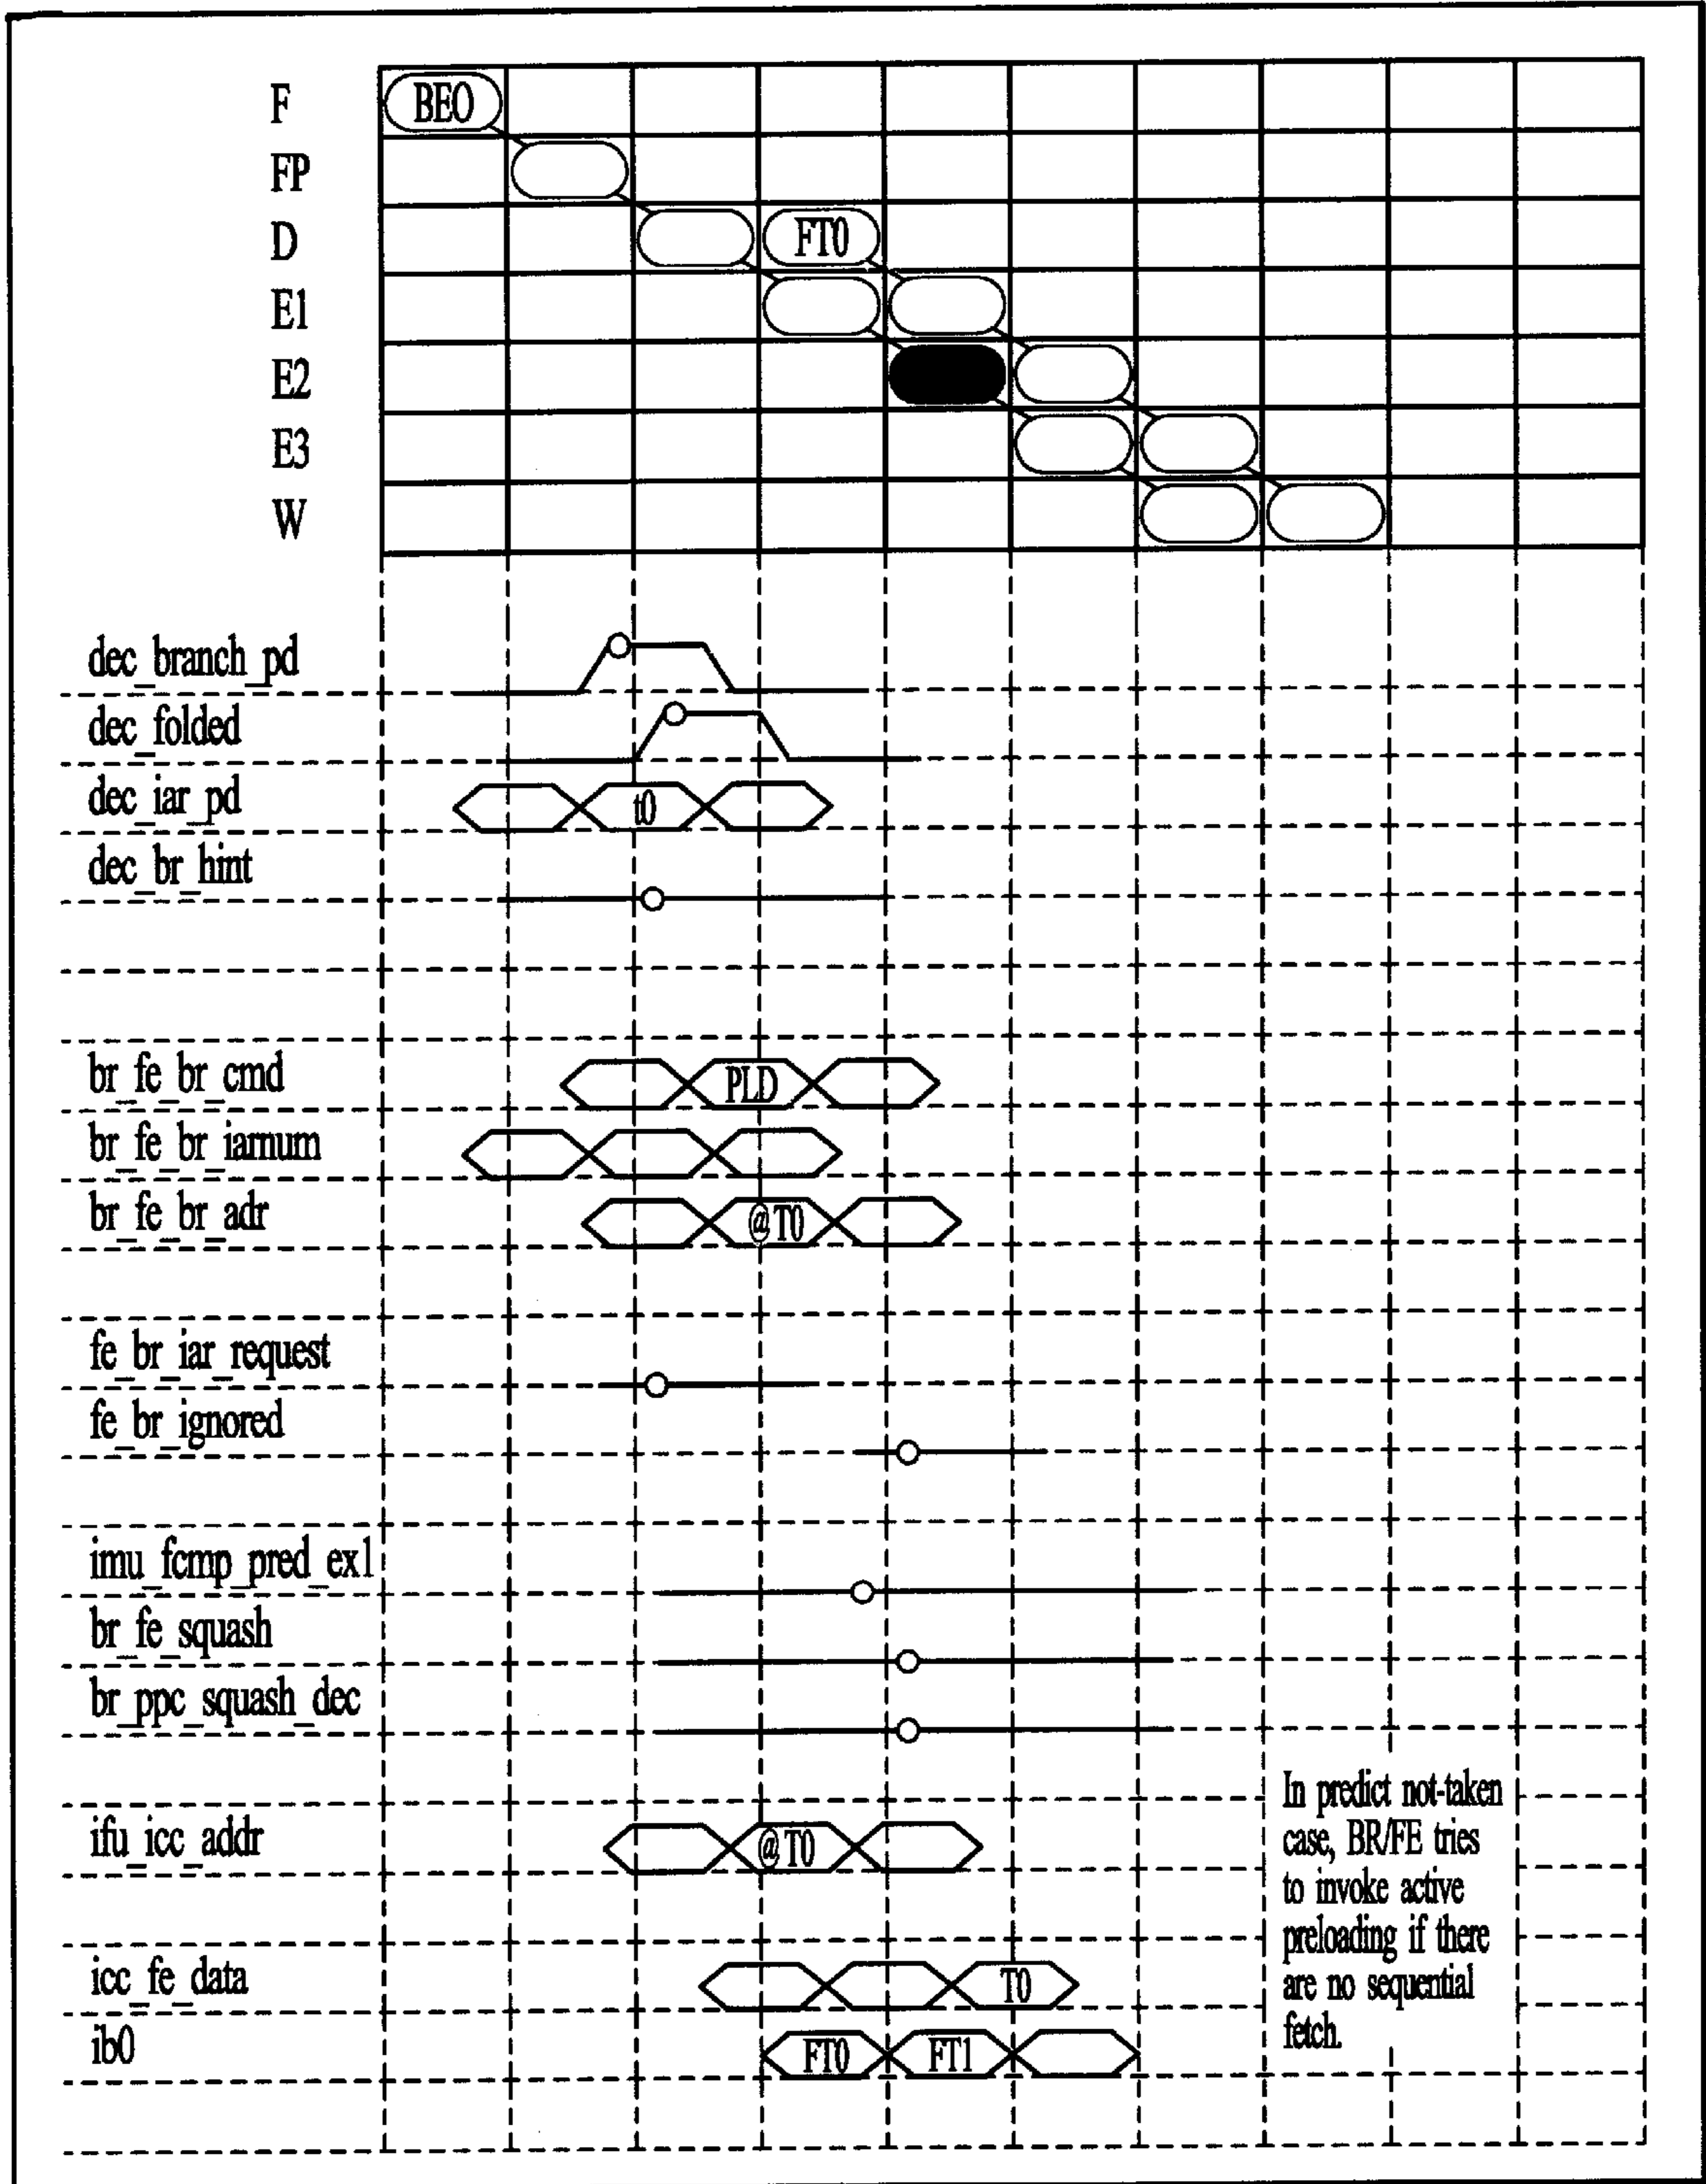 F BEO
FP
D FT0
E1
E2
E3
W
dec_branch_pd
dec_folded
dec_iar_pd t0
dec_br_hint
br_fe_br_cmd PLD
br_fe_br_iarnum
br_fe_br_adr @T0
fe_br_iar_request
fe_br_ignored
imu_fcmp_pred_ex1
br_fe_squash
br_ppc_squash_dec
ifu_icc_addr @T0
icc_fe_data T0
ib0 FT0 FT1
In predict not-taken
case, BR/FE tries
to invoke active
preloading if there
are no sequential
fetch.